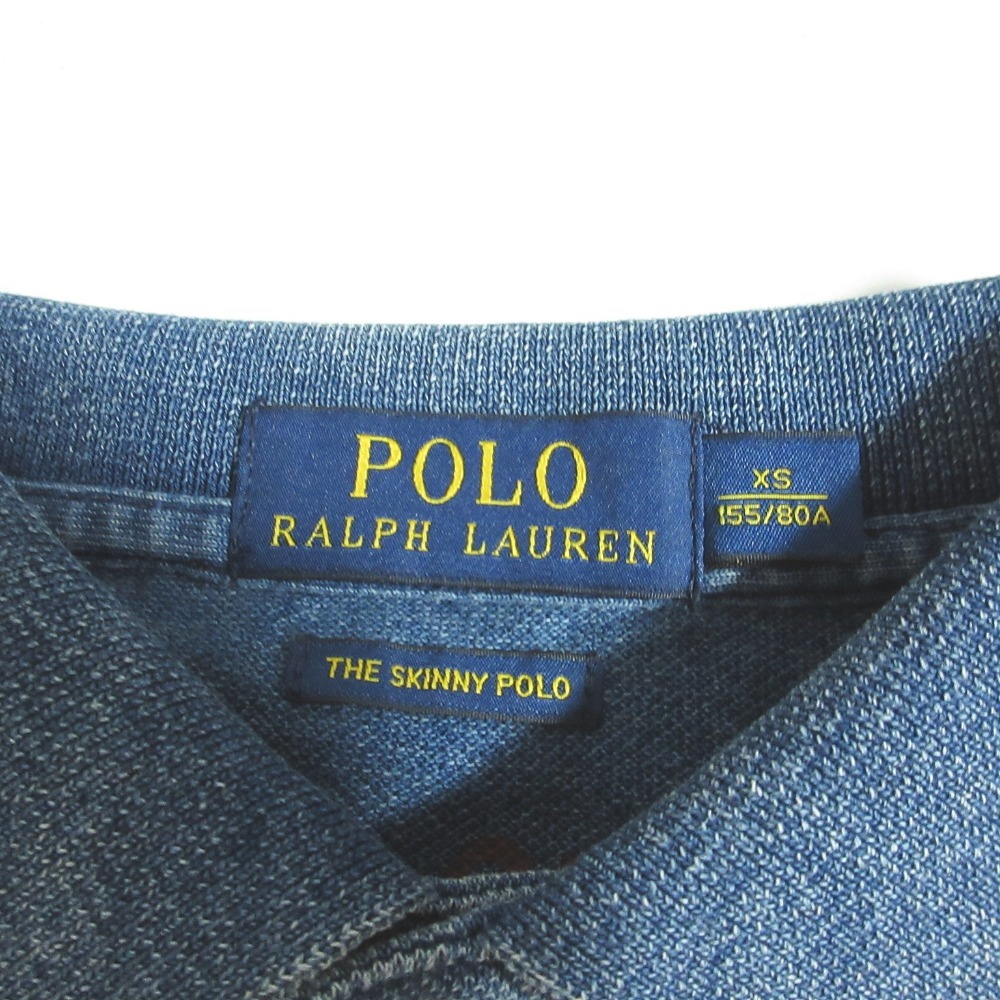 POLO
RALPH LAUREN
XS
155/80A
THE SKINNY POLO